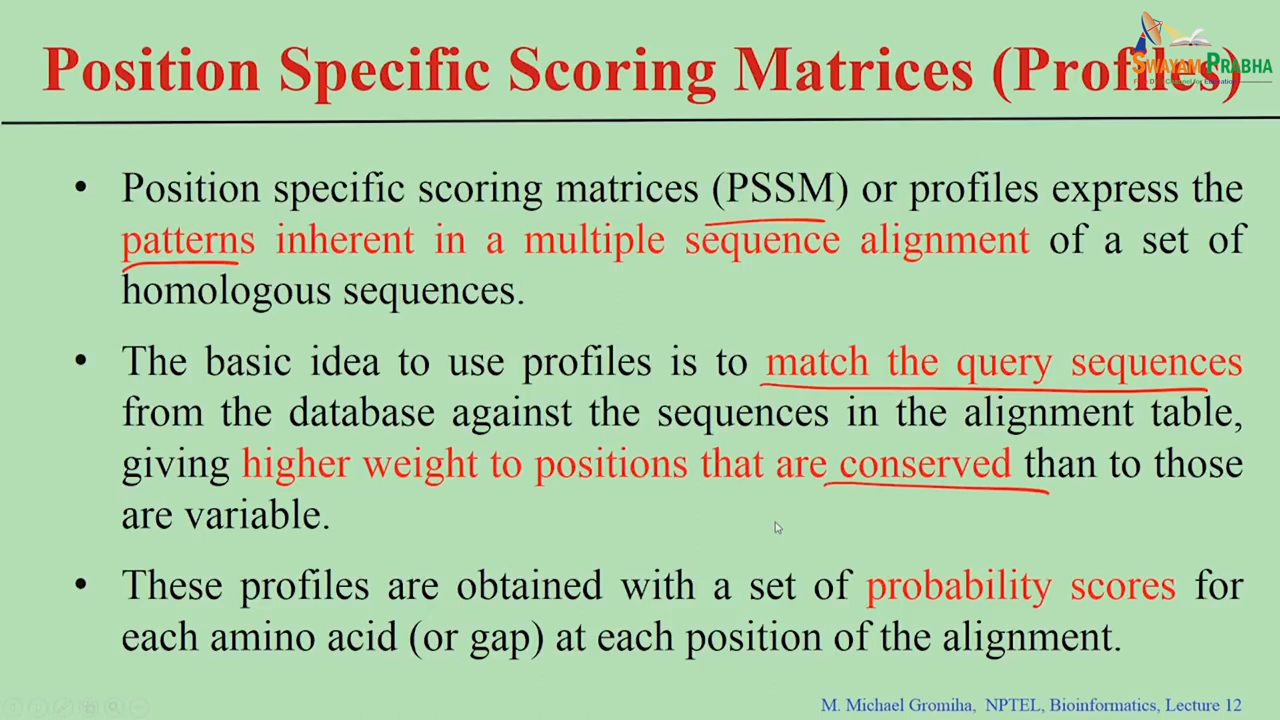 Position Specific Scoring Matrices (Profiles)
SWAYAM PRABHA
• Position specific scoring matrices (PSSM) or profiles express the
patterns inherent in a multiple sequence alignment of a set of
homologous sequences.
• The basic idea to use profiles is to match the query sequences
from the database against the sequences in the alignment table,
giving higher weight to positions that are conserved than to those
are variable.
• These profiles are obtained with a set of probability scores for
each amino acid (or gap) at each position of the alignment.
M. Michael Gromiha, NPTEL, Bioinformatics, Lecture 12